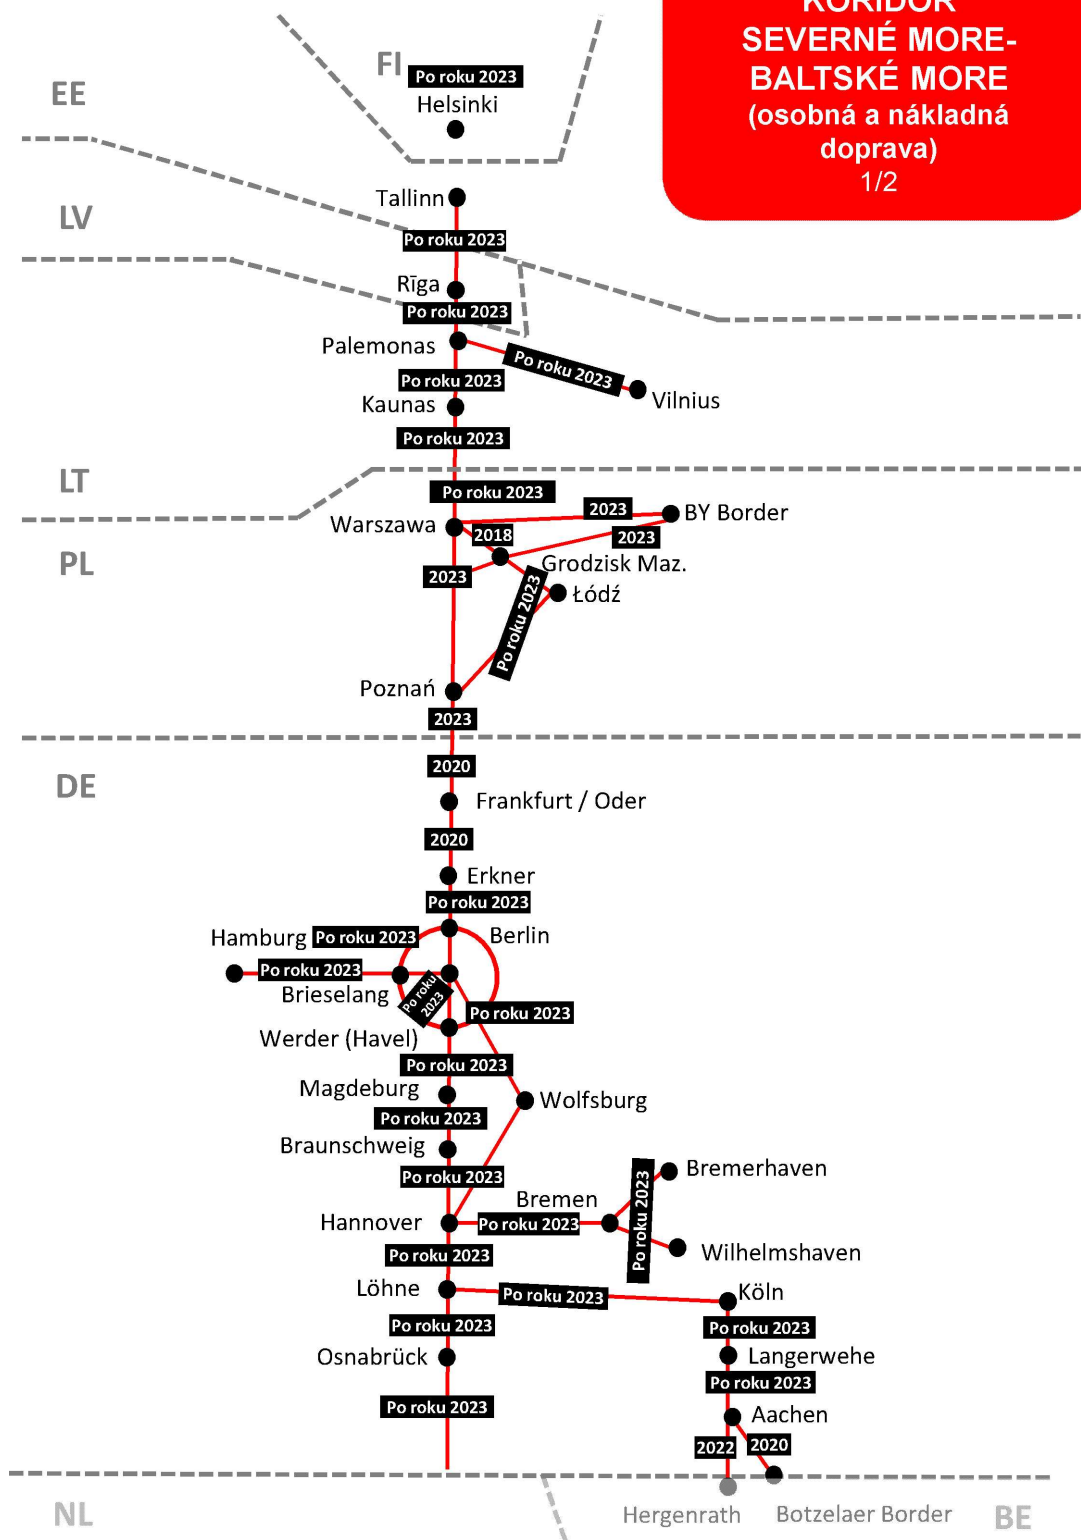 KORIDOR
SEVERNÉ MORE-
BALTSKÉ MORE
(osobná a nákladná
doprava)
1/2
FI
Po roku 2023
Helsinki
EE
Tallinn
LV
Po roku 2023
Rīga
Po roku 2023
Palemonas
Po roku 2023
Vilnius
Po roku 2023
Kaunas
Po roku 2023
LT
Po roku 2023
Warszawa
2023
BY Border
2018
2023
PL
Grodzisk Maz.
2023
Łódź
Po roku 2023
Poznań
2023
DE
2020
Frankfurt / Oder
2020
Erkner
Po roku 2023
Hamburg
Po roku 2023
Berlin
Po roku 2023
Brieselang
Po roku
2023
Po roku 2023
Werder (Havel)
Po roku 2023
Magdeburg
Wolfsburg
Po roku 2023
Braunschweig
Po roku 2023
Bremerhaven
Bremen
Po roku 2023
Hannover
Po roku 2023
Wilhelmshaven
Po roku 2023
Löhne
Po roku 2023
Köln
Po roku 2023
Po roku 2023
Osnabrück
Langerwehe
Po roku 2023
Po roku 2023
Aachen
2022
2020
NL
Hergenrath
Botzelaer Border
BE